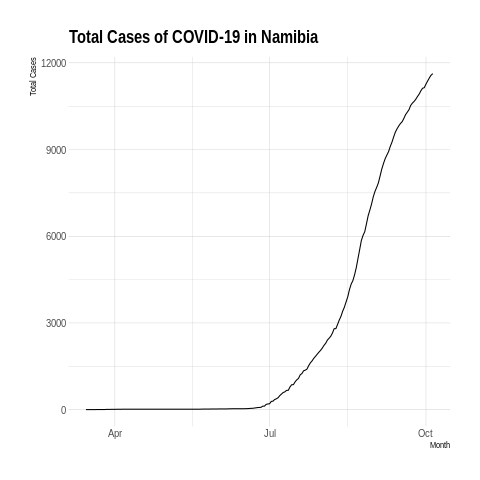 Total Cases of COVID-19 in Namibia
Total Cases
12000
9000
6000
3000
0
Apr
Jul
Oct
Month